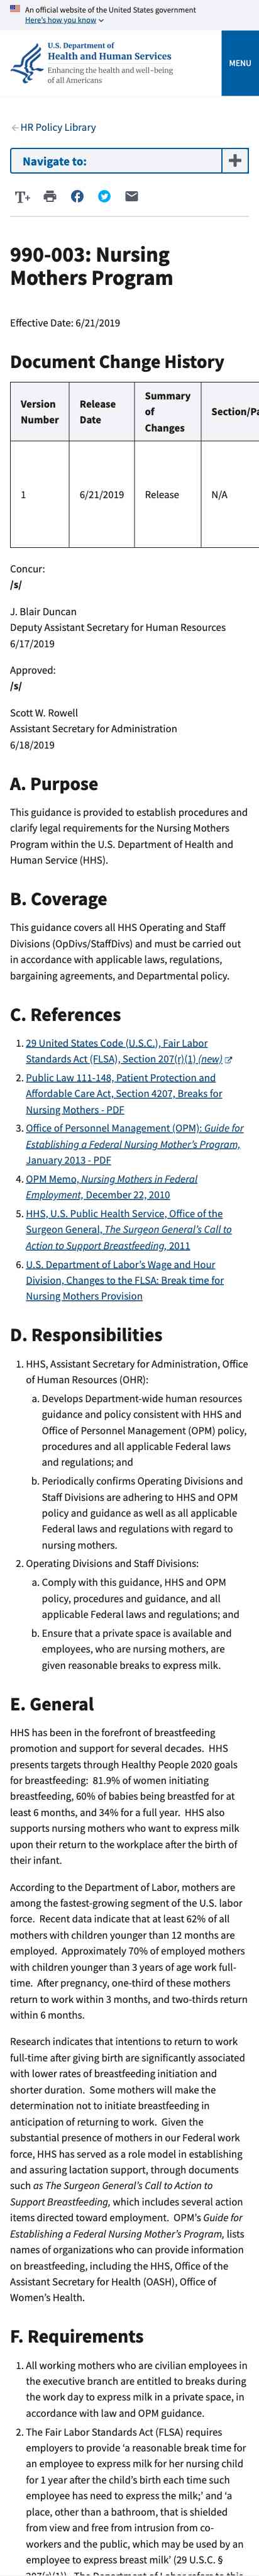 An official website of the United States government
Here's how you know
U.S. Department of
Health and Human Services
Enhancing the health and well-being
of all Americans
MENU
HR Policy Library
Navigate to:
T+
990-003: Nursing
Mothers Program
Effective Date: 6/21/2019
Document Change History
Version Number Release Date Summary of Changes Section/Pa
1 6/21/2019 Release N/A
Concur:
/s/
J. Blair Duncan
Deputy Assistant Secretary for Human Resources
6/17/2019
Approved:
/s/
Scott W. Rowell
Assistant Secretary for Administration
6/18/2019
A. Purpose
This guidance is provided to establish procedures and
clarify legal requirements for the Nursing Mothers
Program within the U.S. Department of Health and
Human Service (HHS).
B. Coverage
This guidance covers all HHS Operating and Staff
Divisions (OpDivs/StaffDivs) and must be carried out
in accordance with applicable laws, regulations,
bargaining agreements, and Departmental policy.
C. References
1. 29 United States Code (U.S.C.), Fair Labor
Standards Act (FLSA), Section 207(r)(1) (new)
2. Public Law 111-148, Patient Protection and
Affordable Care Act, Section 4207, Breaks for
Nursing Mothers - PDF
3. Office of Personnel Management (OPM): Guide for
Establishing a Federal Nursing Mother's Program,
January 2013 - PDF
4. OPM Memo, Nursing Mothers in Federal
Employment, December 22, 2010
5. HHS, U.S. Public Health Service, Office of the
Surgeon General, The Surgeon General's Call to
Action to Support Breastfeeding, 2011
6. U.S. Department of Labor's Wage and Hour
Division, Changes to the FLSA: Break time for
Nursing Mothers Provision
D. Responsibilities
1. HHS, Assistant Secretary for Administration, Office
of Human Resources (OHR):
a. Develops Department-wide human resources
guidance and policy consistent with HHS and
Office of Personnel Management (OPM) policy,
procedures and all applicable Federal laws
and regulations; and
b. Periodically confirms Operating Divisions and
Staff Divisions are adhering to HHS and OPM
policy and guidance as well as all applicable
Federal laws and regulations with regard to
nursing mothers.
2. Operating Divisions and Staff Divisions:
a. Comply with this guidance, HHS and OPM
policy, procedures and guidance, and all
applicable Federal laws and regulations; and
b. Ensure that a private space is available and
employees, who are nursing mothers, are
given reasonable breaks to express milk.
E. General
HHS has been in the forefront of breastfeeding
promotion and support for several decades. HHS
presents targets through Healthy People 2020 goals
for breastfeeding: 81.9% of women initiating
breastfeeding, 60% of babies being breastfed for at
least 6 months, and 34% for a full year. HHS also
supports nursing mothers who want to express milk
upon their return to the workplace after the birth of
their infant.
According to the Department of Labor, mothers are
among the fastest-growing segment of the U.S. labor
force. Recent data indicate that at least 62% of all
mothers with children younger than 12 months are
employed. Approximately 70% of employed mothers
with children younger than 3 years of age work full-
time. After pregnancy, one-third of these mothers
return to work within 3 months, and two-thirds return
within 6 months.
Research indicates that intentions to return to work
full-time after giving birth are significantly associated
with lower rates of breastfeeding initiation and
shorter duration. Some mothers will make the
determination not to initiate breastfeeding in
anticipation of returning to work. Given the
substantial presence of mothers in our Federal work
force, HHS has served as a role model in establishing
and assuring lactation support, through documents
such as The Surgeon General's Call to Action to
Support Breastfeeding, which includes several action
items directed toward employment. OPM's Guide for
Establishing a Federal Nursing Mother's Program, lists
names of organizations who can provide information
on breastfeeding, including the HHS, Office of the
Assistant Secretary for Health (OASH), Office of
Women's Health.
F. Requirements
1. All working mothers who are civilian employees in
the executive branch are entitled to breaks during
the work day to express milk in a private space, in
accordance with law and OPM guidance.
2. The Fair Labor Standards Act (FLSA) requires
employers to provide 'a reasonable break time for
an employee to express milk for her nursing child
for 1 year after the child's birth each time such
employee has need to express the milk;' and 'a
place, other than a bathroom, that is shielded
from view and free from intrusion from co-
workers and the public, which may be used by an
employee to express breast milk' (29 U.S.C. §